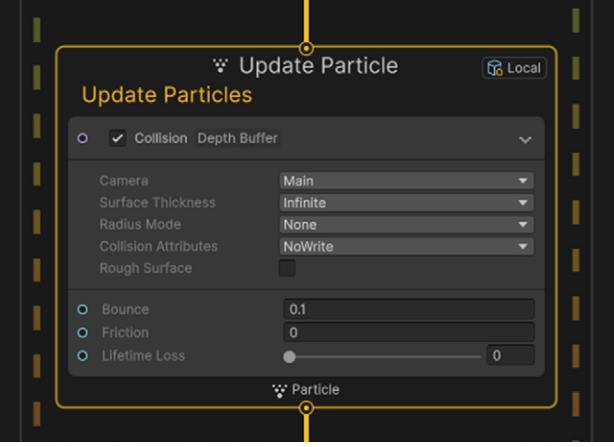 Update Particle
Local
Update Particles
Collision Depth Buffer
Camera Main
Surface Thickness Infinite
Radius Mode None
Collision Attributes NoWrite
Rough Surface
Bounce 0.1
Friction 0
Lifetime Loss 0
Particle